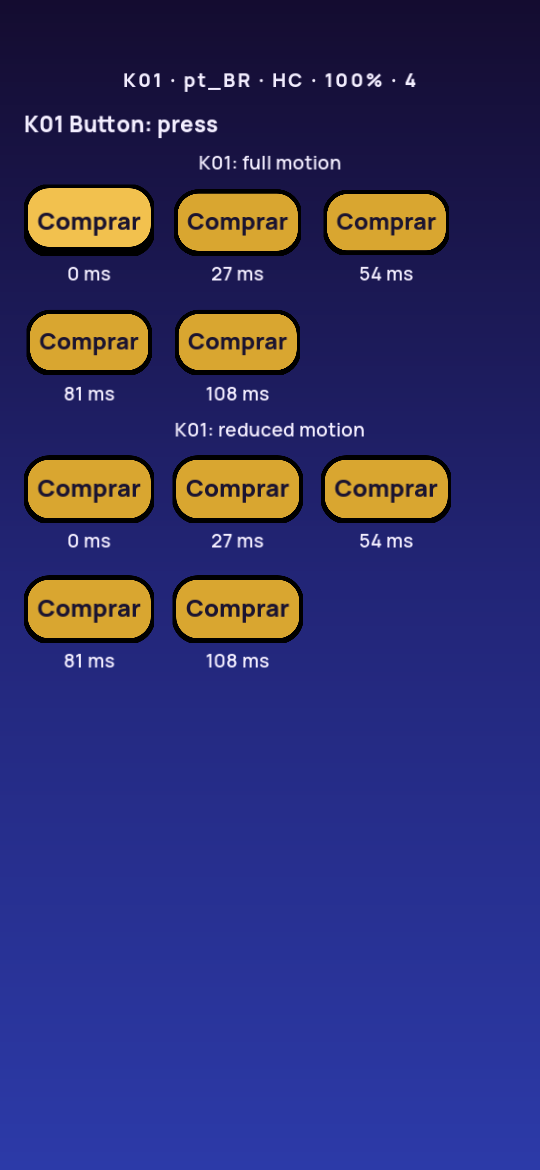 K01 · pt_BR · HC · 100% · 4
K01 Button: press
K01: full motion
Comprar Comprar Comprar
0 ms 27 ms 54 ms
Comprar Comprar
81 ms 108 ms
K01: reduced motion
Comprar Comprar Comprar
0 ms 27 ms 54 ms
Comprar Comprar
81 ms 108 ms